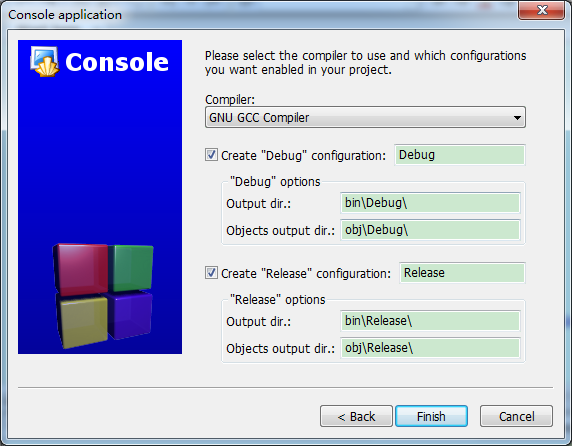 Console application
Console
Please select the compiler to use and which configurations
you want enabled in your project.
Compiler:
GNU GCC Compiler
Create "Debug" configuration: Debug
"Debug" options
Output dir.: bin\Debug\
Objects output dir.: obj\Debug\
Create "Release" configuration: Release
"Release" options
Output dir.: bin\Release\
Objects output dir.: obj\Release\
< Back Finish Cancel